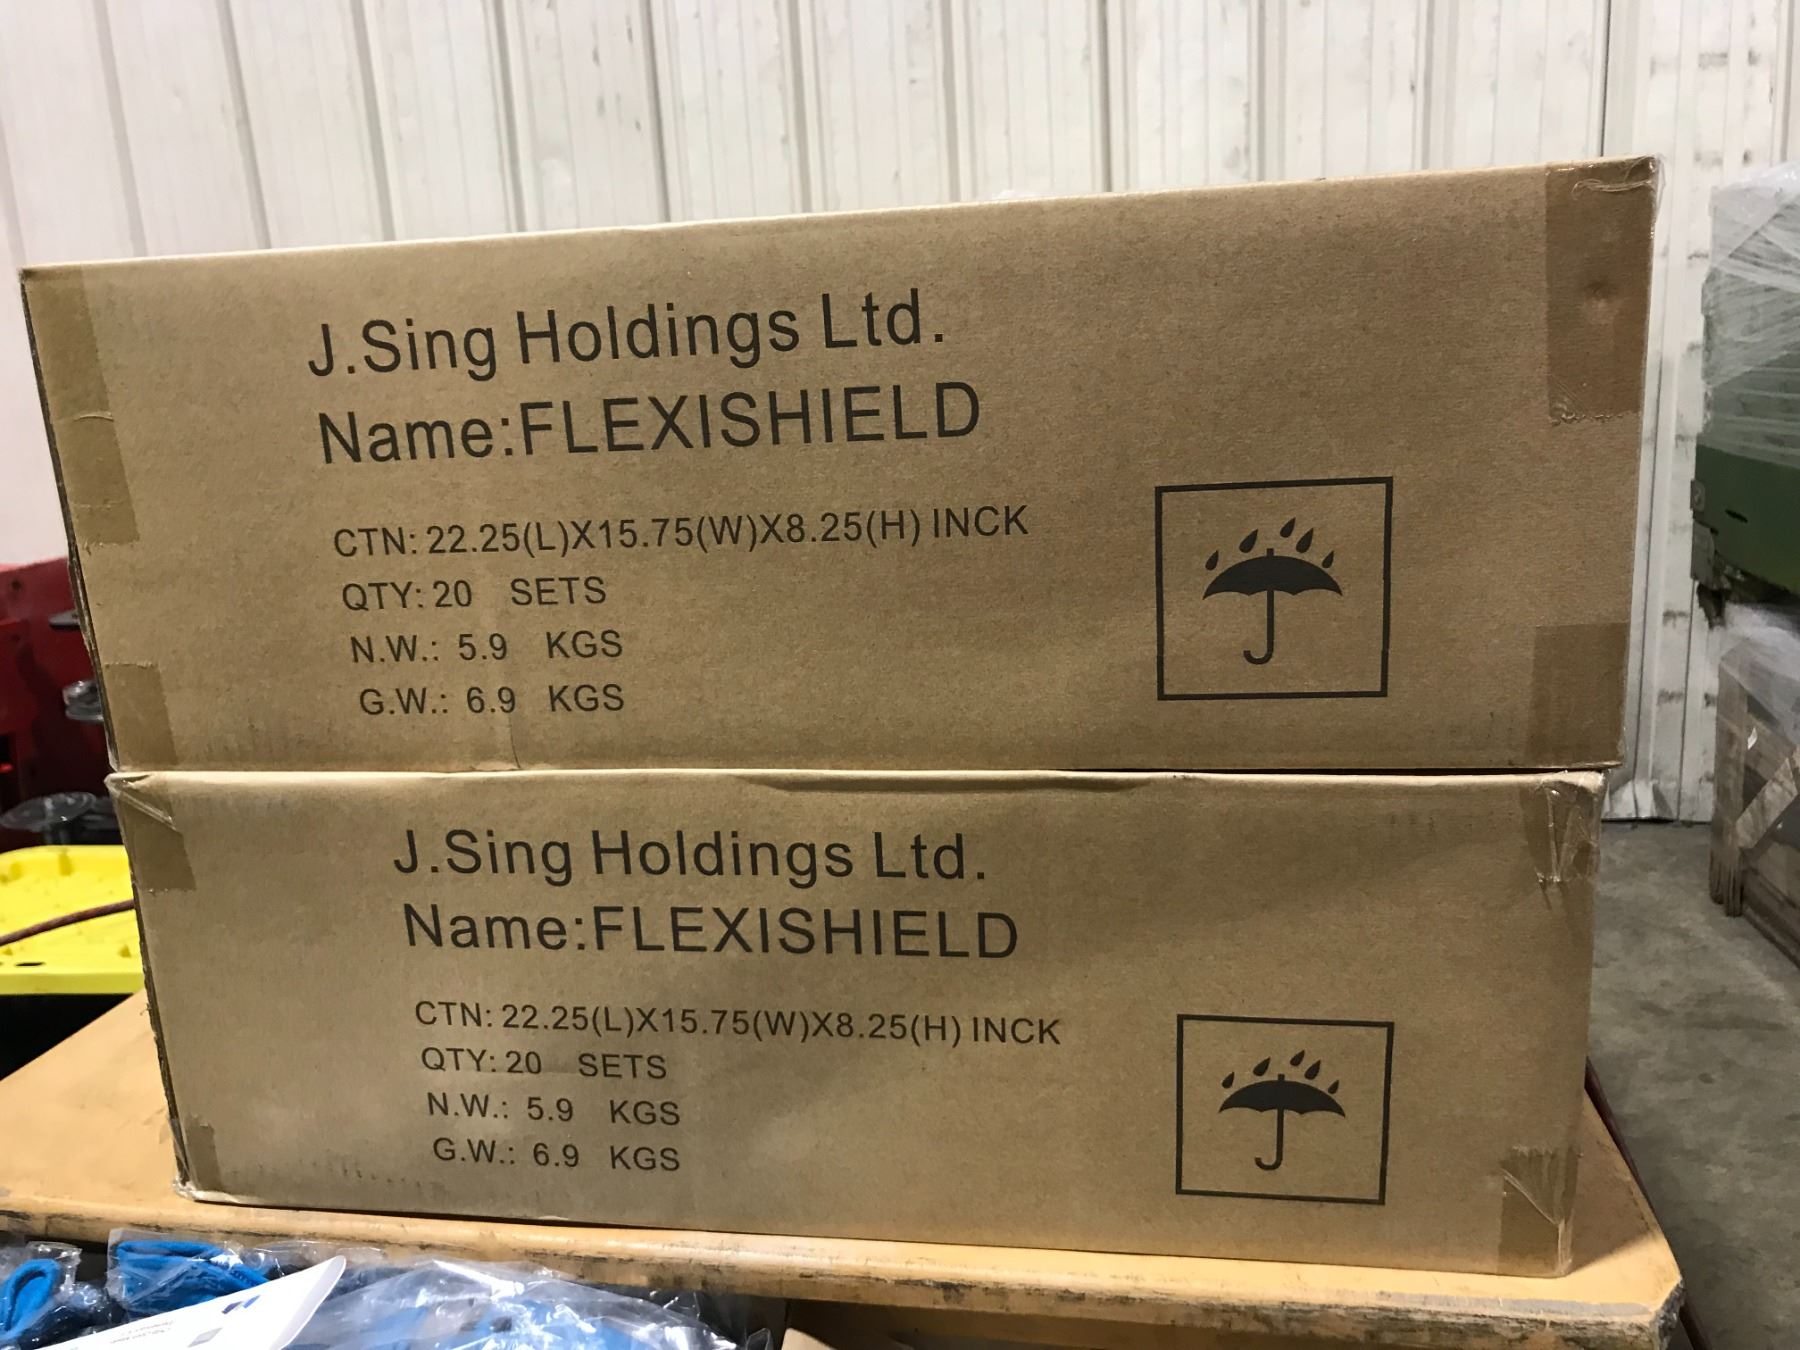 J.Sing Holdings Ltd.
Name:FLEXISHIELD
CTN: 22.25(L)X15.75(W)X8.25(H) INCK
QTY: 20 SETS
N.W.: 5.9 KGS
G.W.: 6.9 KGS
J.Sing Holdings Ltd.
Name:FLEXISHIELD
CTN: 22.25(L)X15.75(W)X8.25(H) INCK
QTY: 20 SETS
N.W.: 5.9 KGS
G.W.: 6.9 KGS